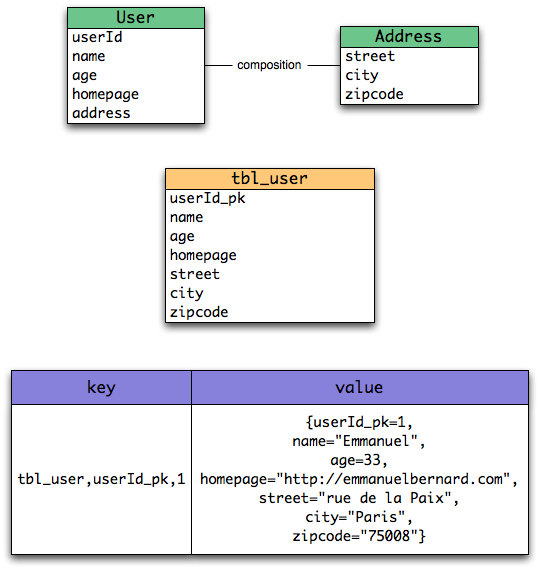 User
userId
name
age
homepage
address
composition
Address
street
city
zipcode
tbl_user
userId_pk
name
age
homepage
street
city
zipcode
key
value
tbl_user,userId_pk,1
{userId_pk=1,
name="Emmanuel",
age=33,
homepage="http://emmanuelbernard.com",
street="rue de la Paix",
city="Paris",
zipcode="75008"}